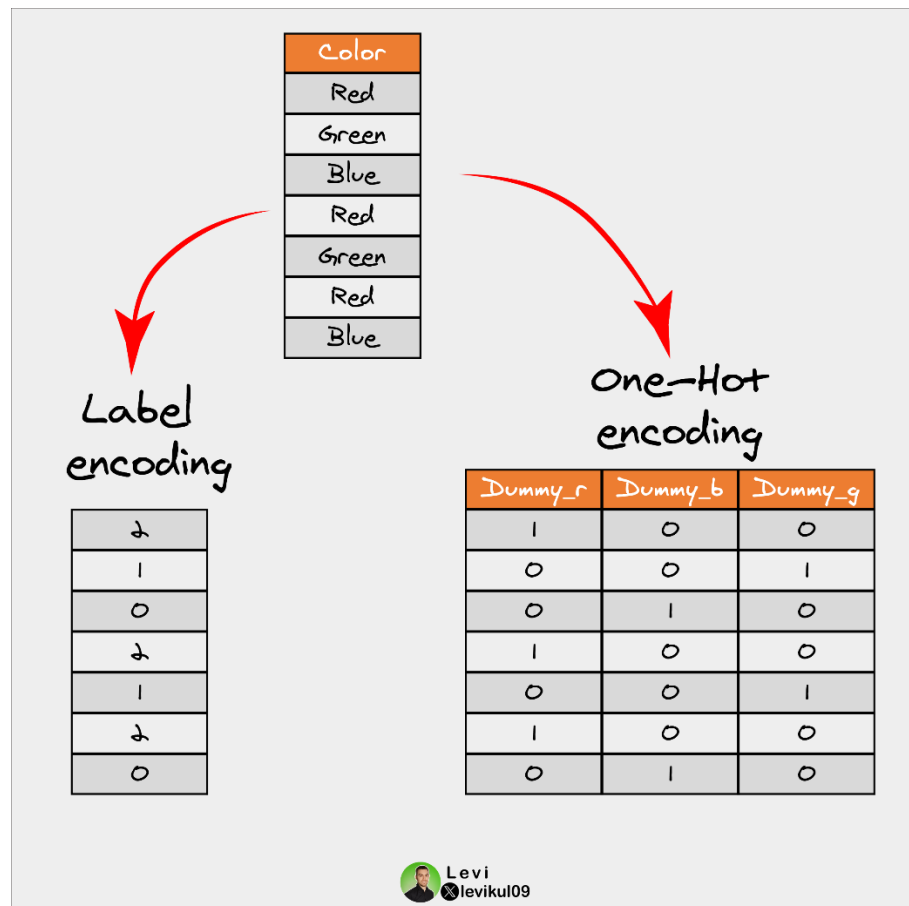 Color
Red
Green
Blue
Red
Green
Red
Blue
Label
encoding
2
1
0
2
1
2
0
One-Hot
encoding
Dummy_r Dummy_b Dummy_g
1 0 0
0 0 1
0 1 0
1 0 0
0 0 1
1 0 0
0 1 0
Levi
X levikul09